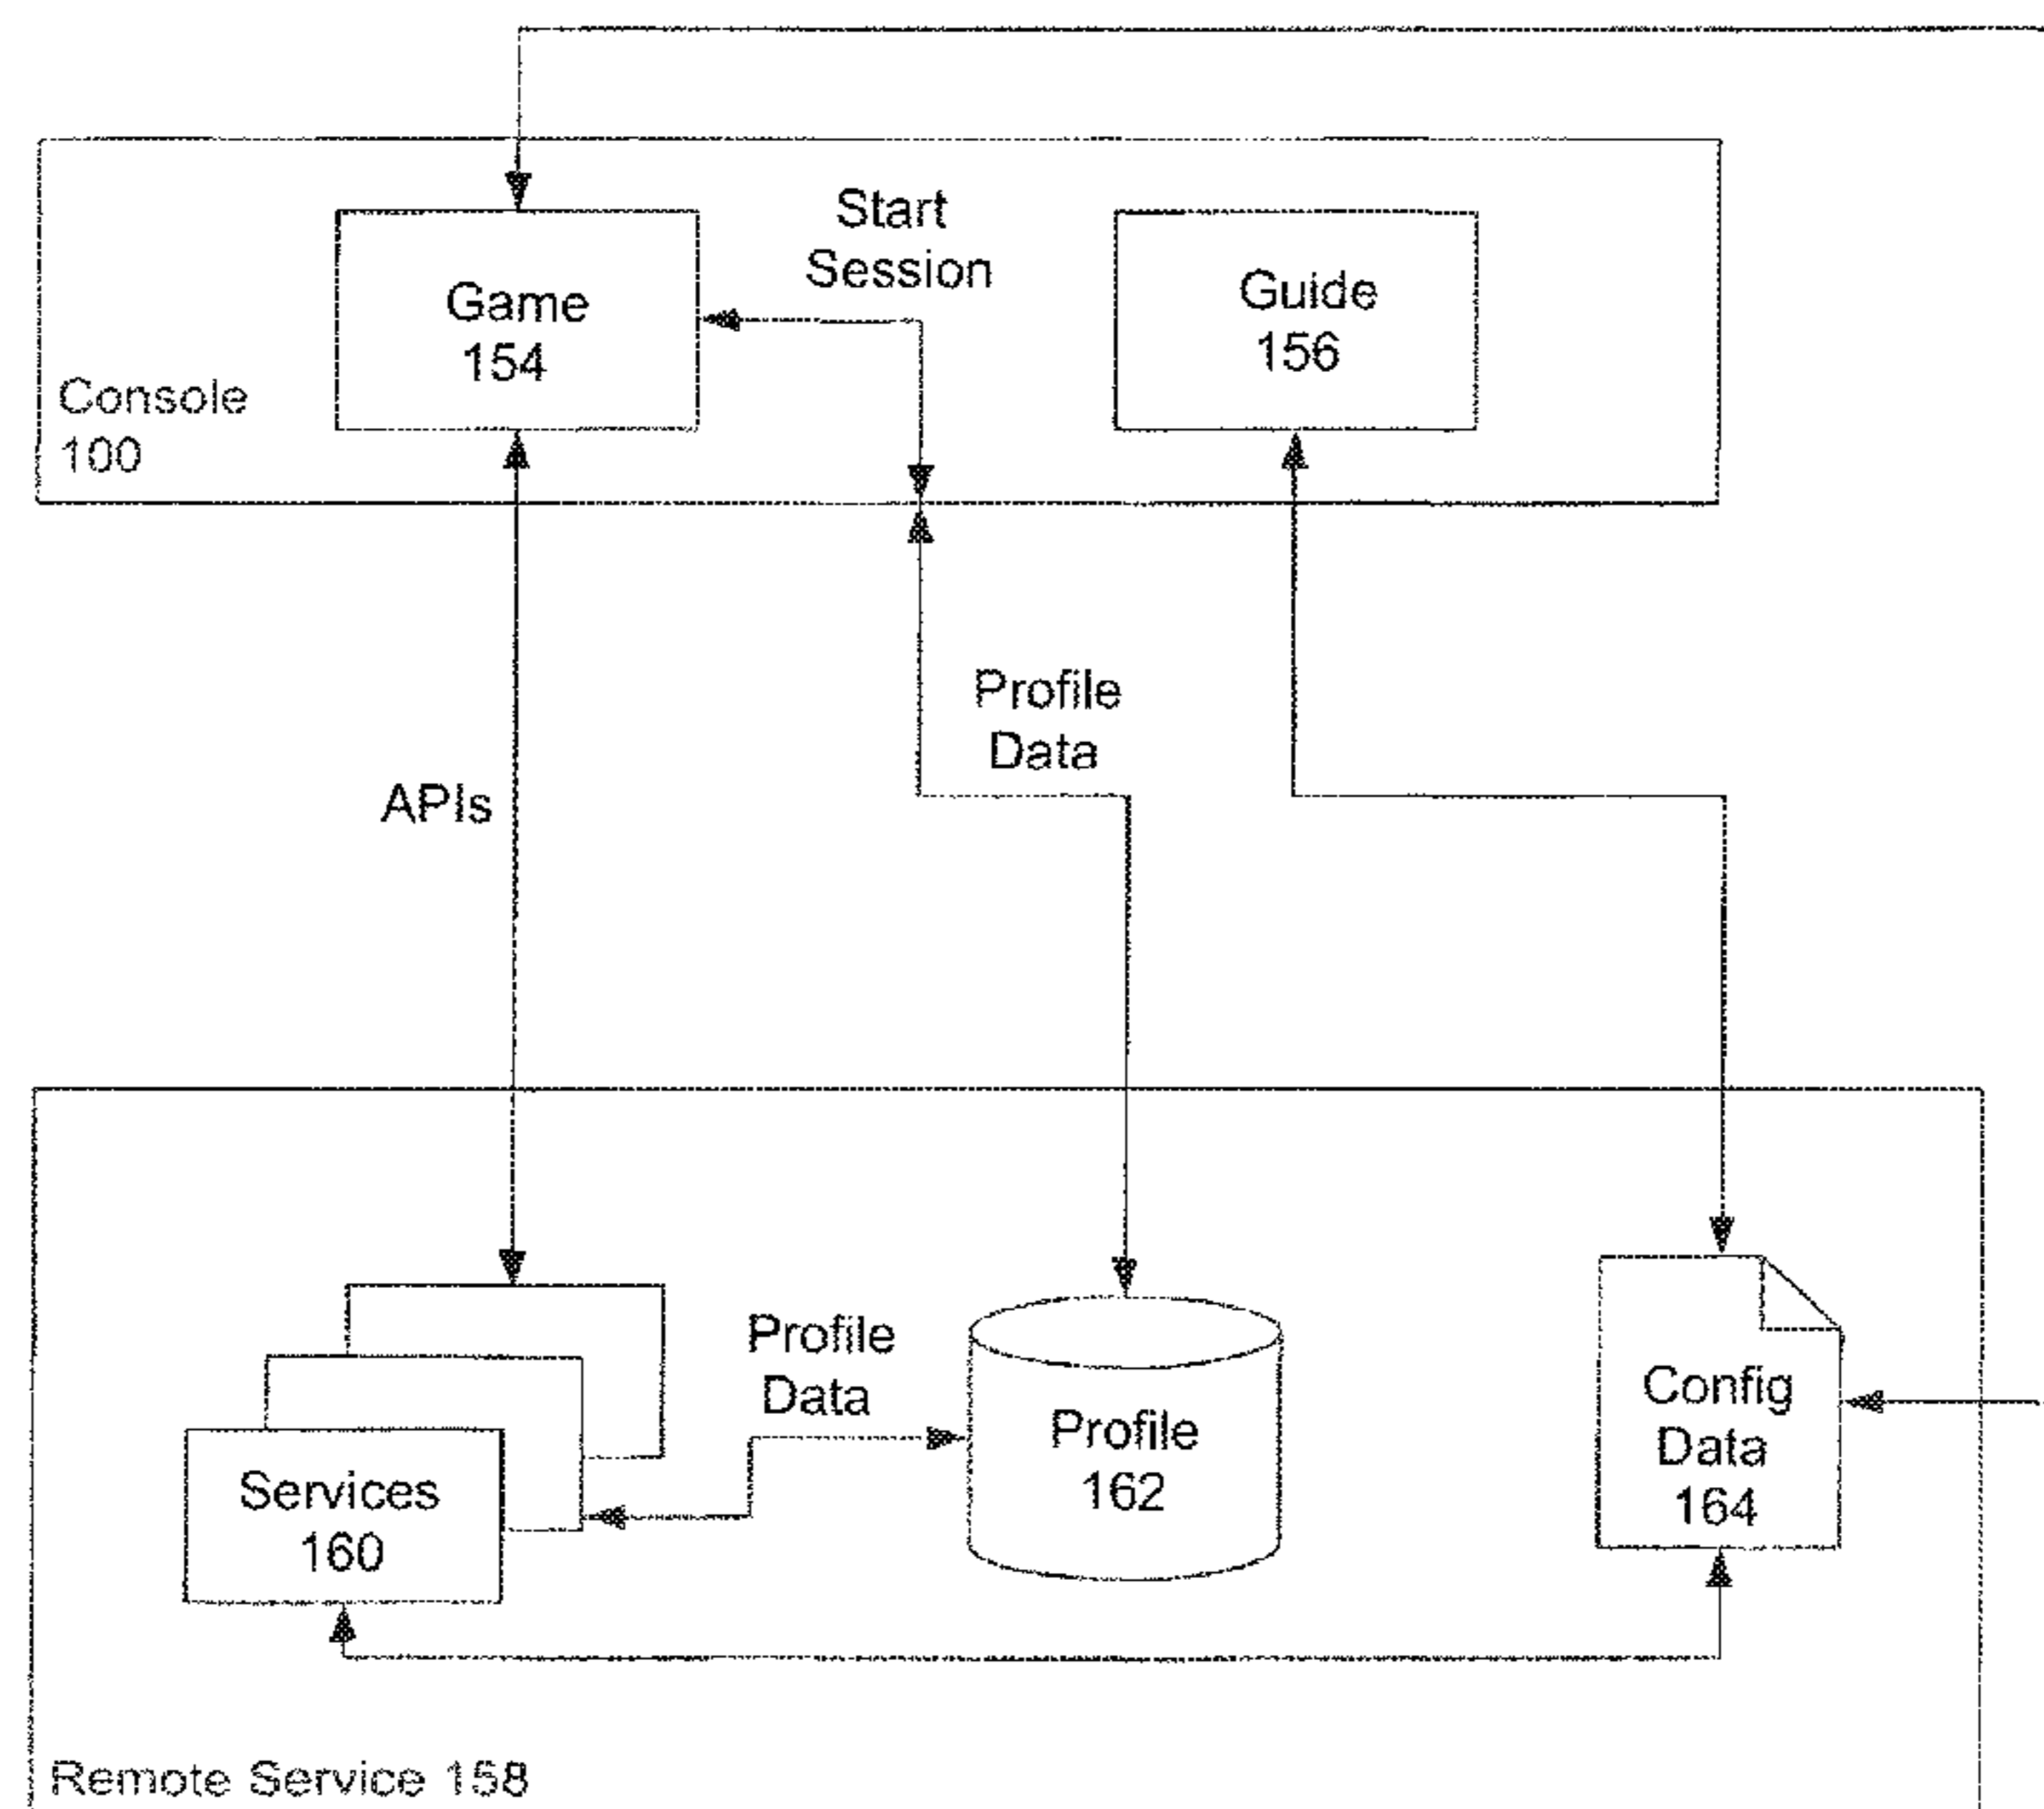 Start
Session
Game
154
Guide
156
Console
100
Profile
Data
APIs
Profile
Data
Services
160
Profile
162
Config
Data
164
Remote Service 158